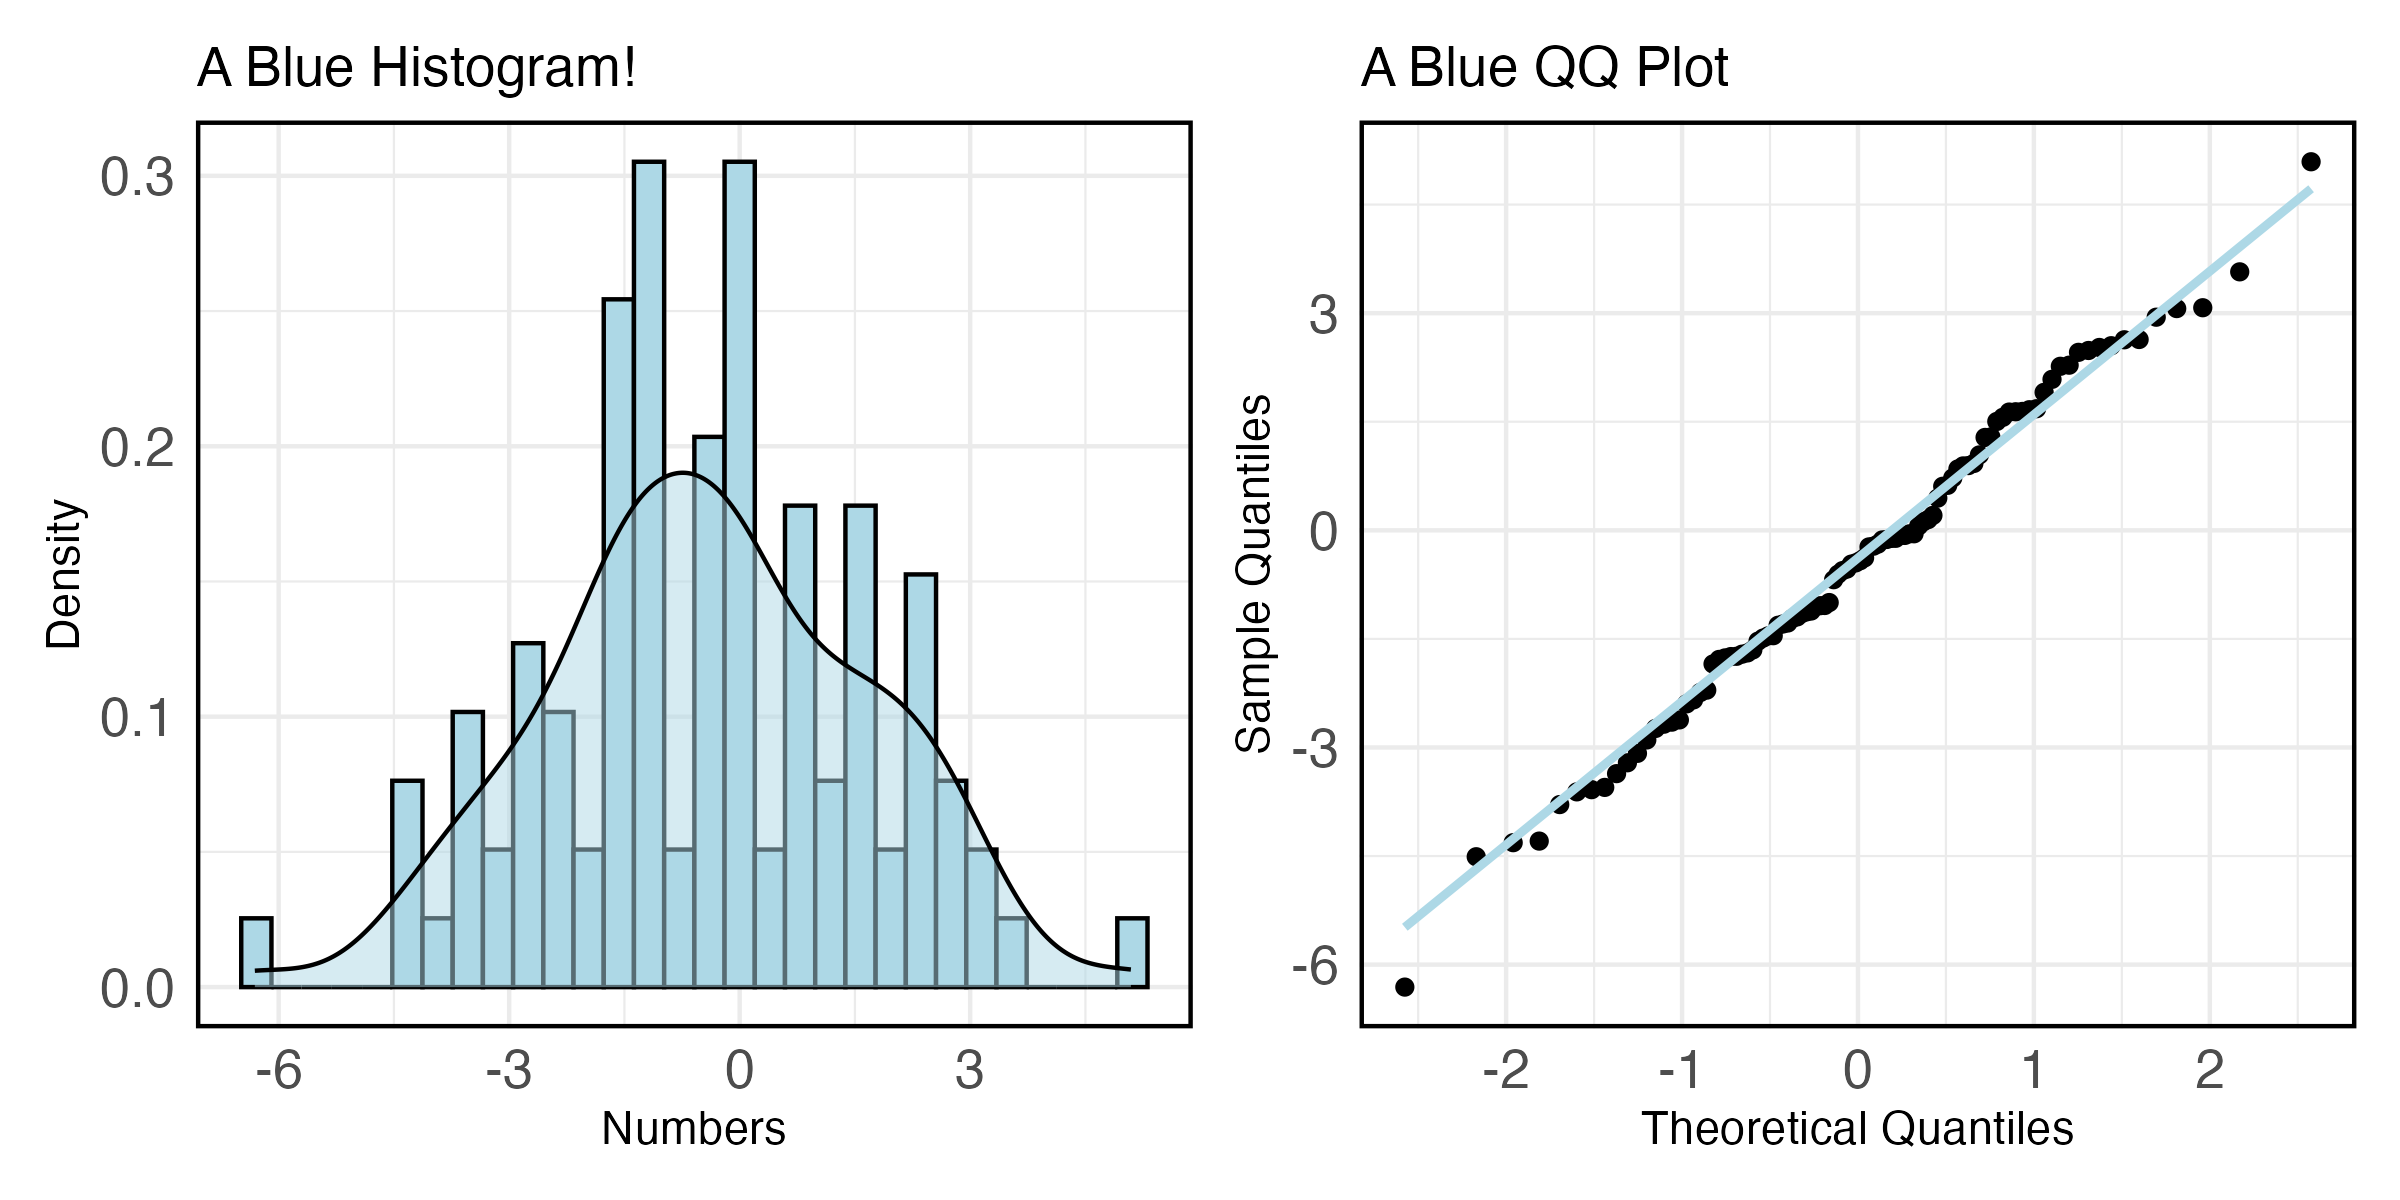 A Blue Histogram!
Density
0.3
0.2
0.1
0.0
-6 -3 0 3
Numbers
A Blue QQ Plot
Sample Quantiles
3
0
-3
-6
-2 -1 0 1 2
Theoretical Quantiles